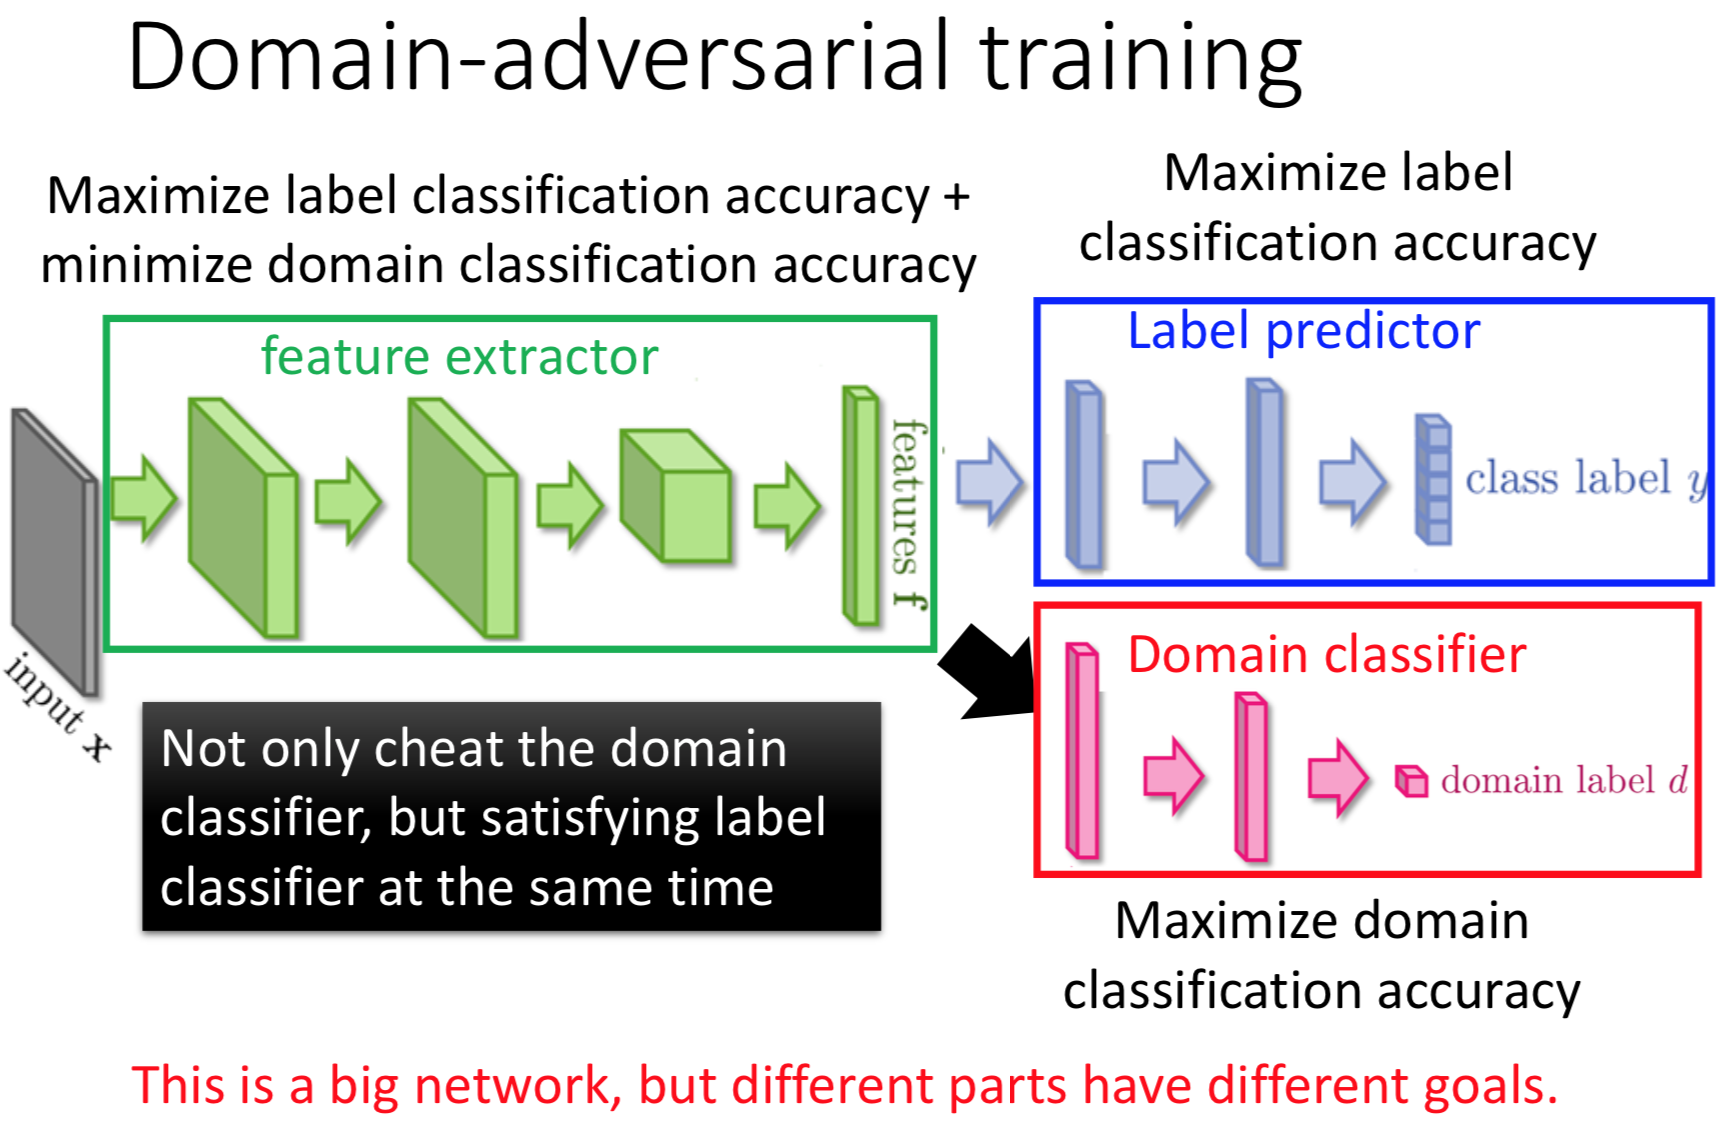 Domain-adversarial training
Maximize label classification accuracy +
minimize domain classification accuracy
Maximize label
classification accuracy
feature extractor
features f
input x
Label predictor
class label y
Domain classifier
domain label d
Not only cheat the domain
classifier, but satisfying label
classifier at the same time
Maximize domain
classification accuracy
This is a big network, but different parts have different goals.